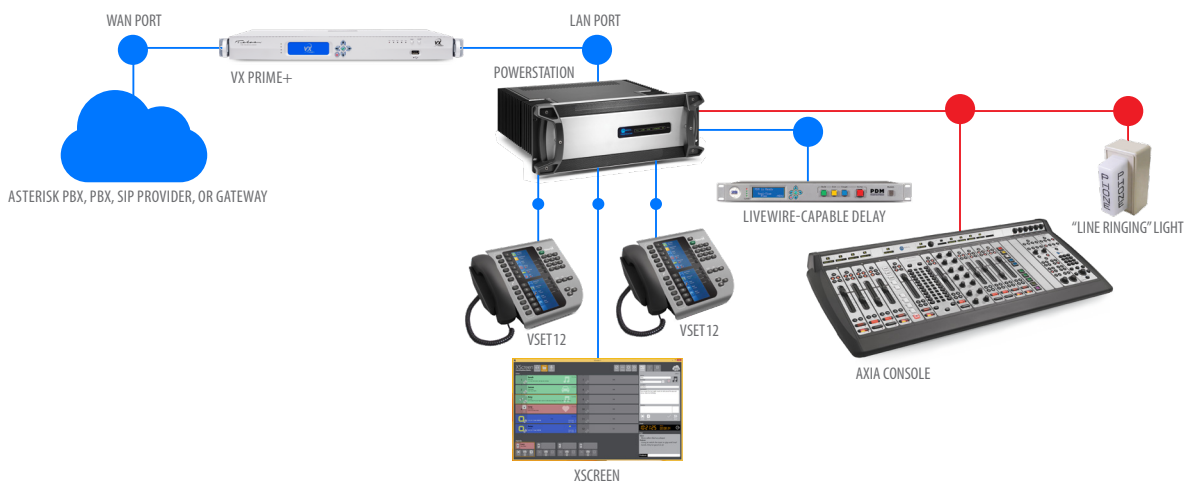 WAN PORT
LAN PORT
VX PRIME+
POWERSTATION
ASTERISK PBX, PBX, SIP PROVIDER, OR GATEWAY
PDM
LIVEWIRE-CAPABLE DELAY
"LINE RINGING" LIGHT
VSET12
VSET12
AXIA CONSOLE
XSCREEN